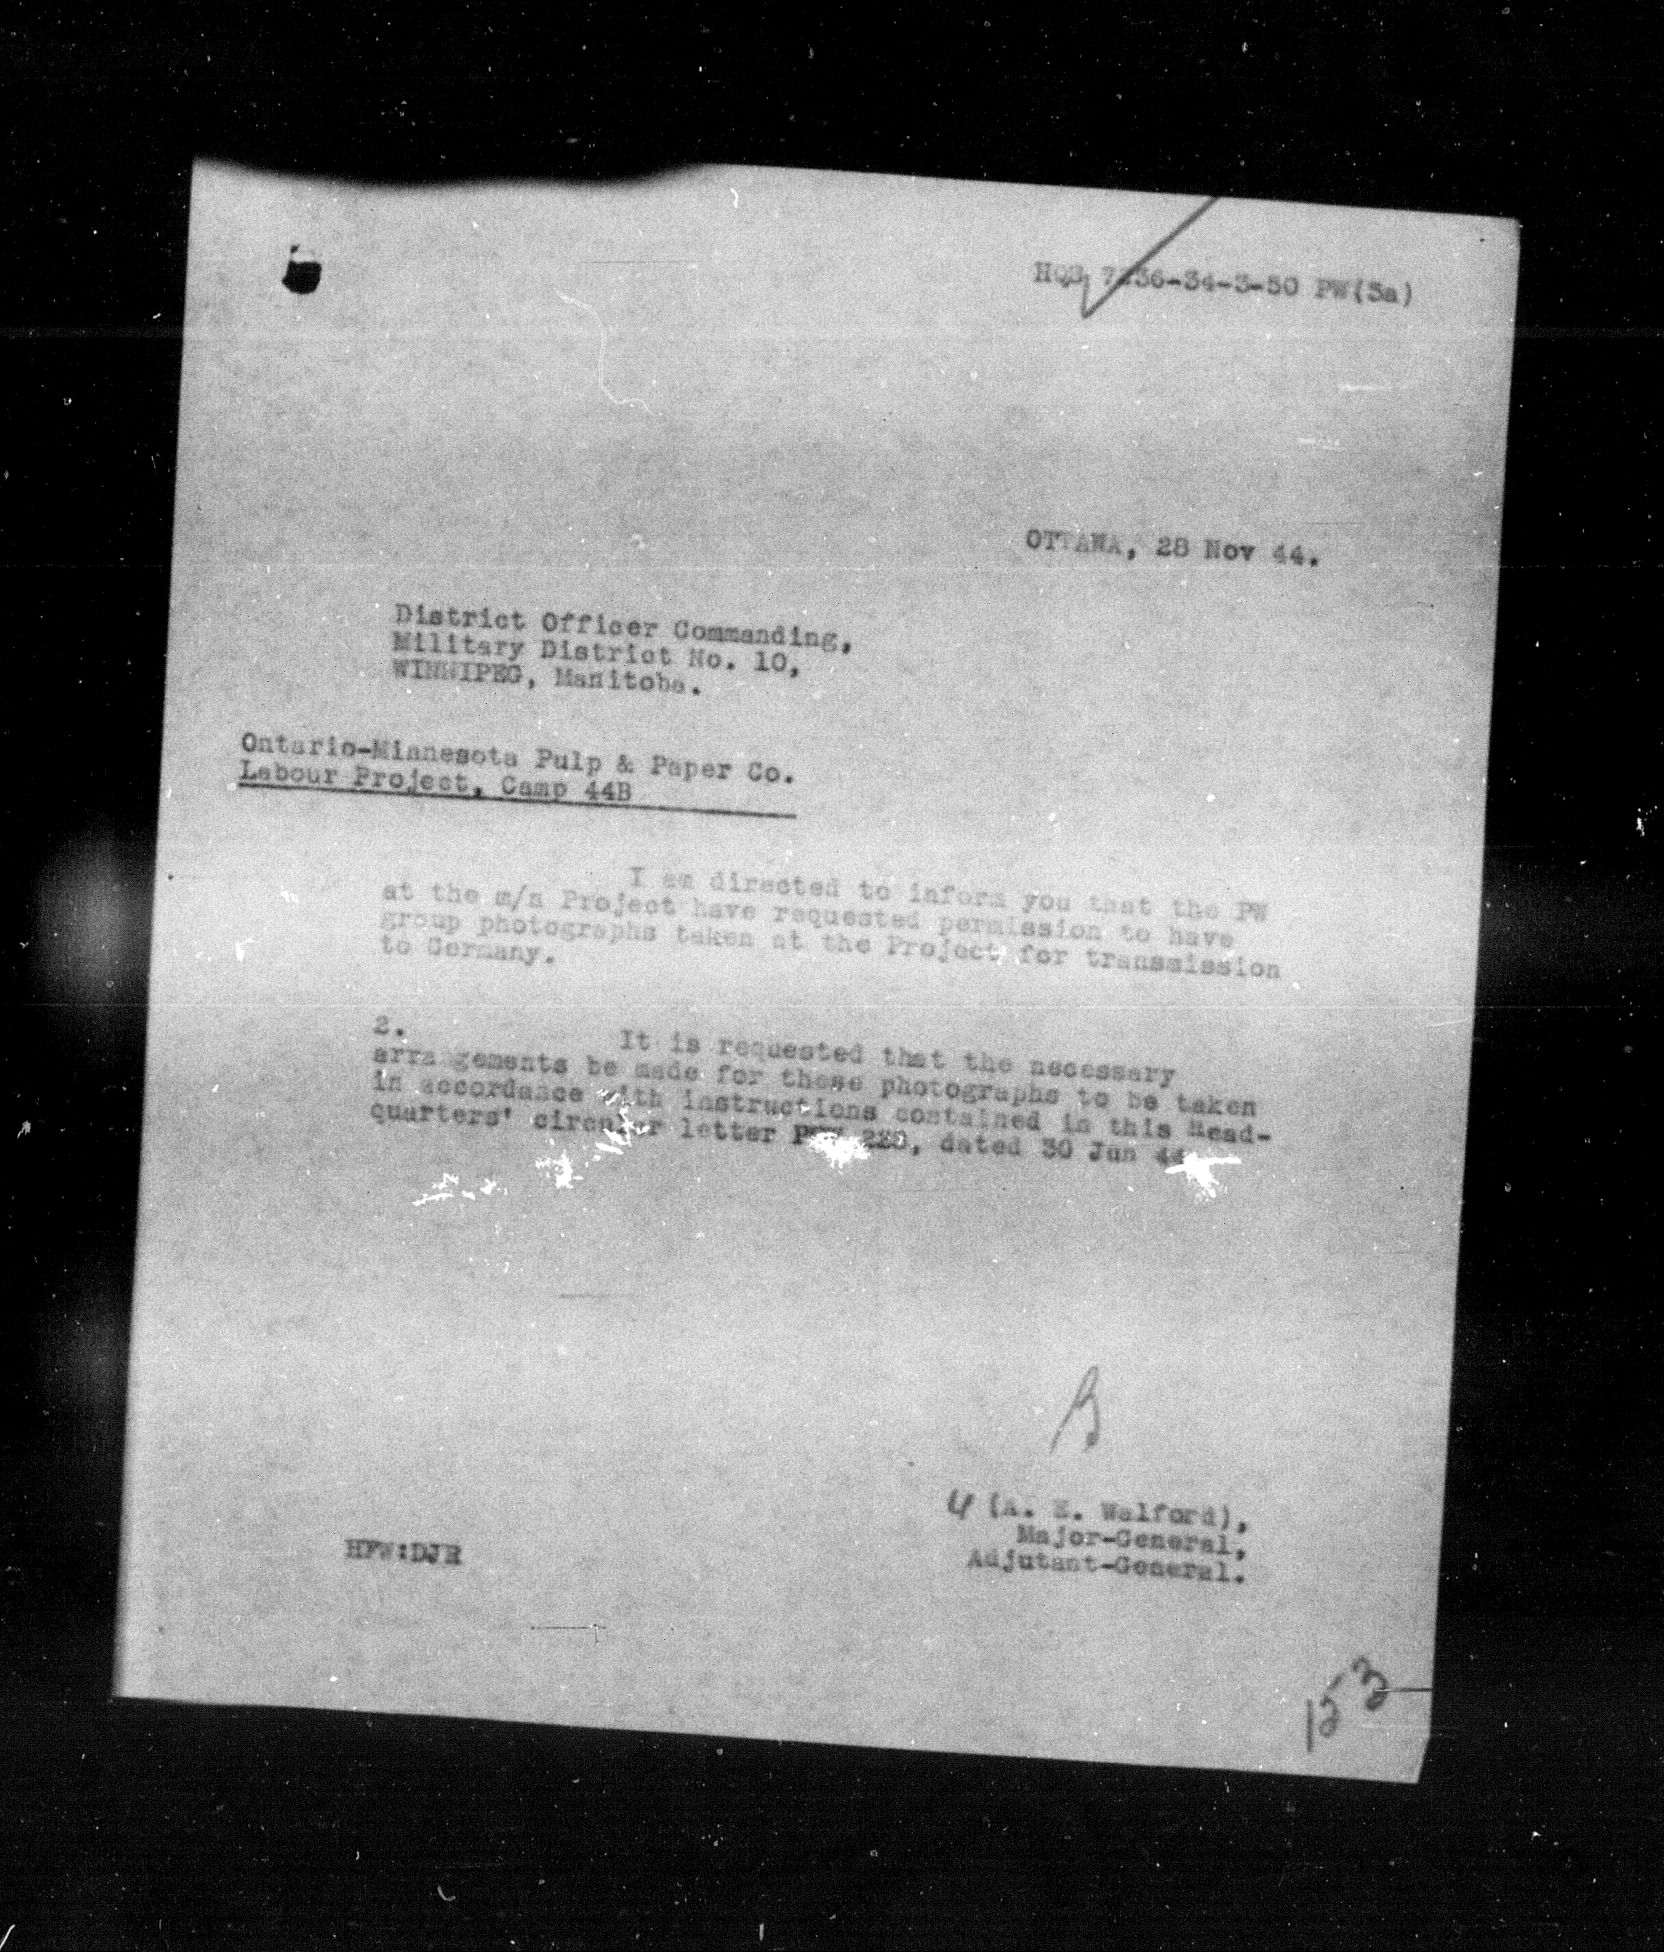 HQS 7236-34-3-50 PW(3a)
OTTAWA, 28 Nov 44.
District Officer Commanding,
Military District No. 10,
WINNIPEG, Manitoba.
Ontario-Minnesota Pulp & Paper Co.
Labour Project, Camp 44B
I am directed to inform you that the PW
at the m/n Project have requested permission to have
group photographs taken at the Project for transmission
to Germany.
2. It is requested that the necessary
arrangements be made for these photographs to be taken
in accordance with instructions contained in this Head-
quarters' circular letter 220, dated 30 Jun 44
(A. E. Walford),
Major-General,
Adjutant-General.
HFW:DJR